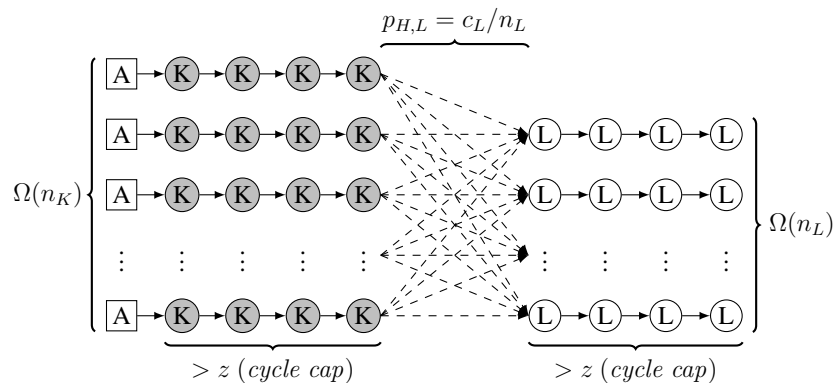 p_{H,L} = c_L/n_L
A K K K K
A K K K K L L L L
Ω(n_K) A K K K K L L L L Ω(n_L)
⋮ ⋮ ⋮ ⋮ ⋮ ⋮ ⋮ ⋮ ⋮
A K K K K L L L L
> z (cycle cap) > z (cycle cap)